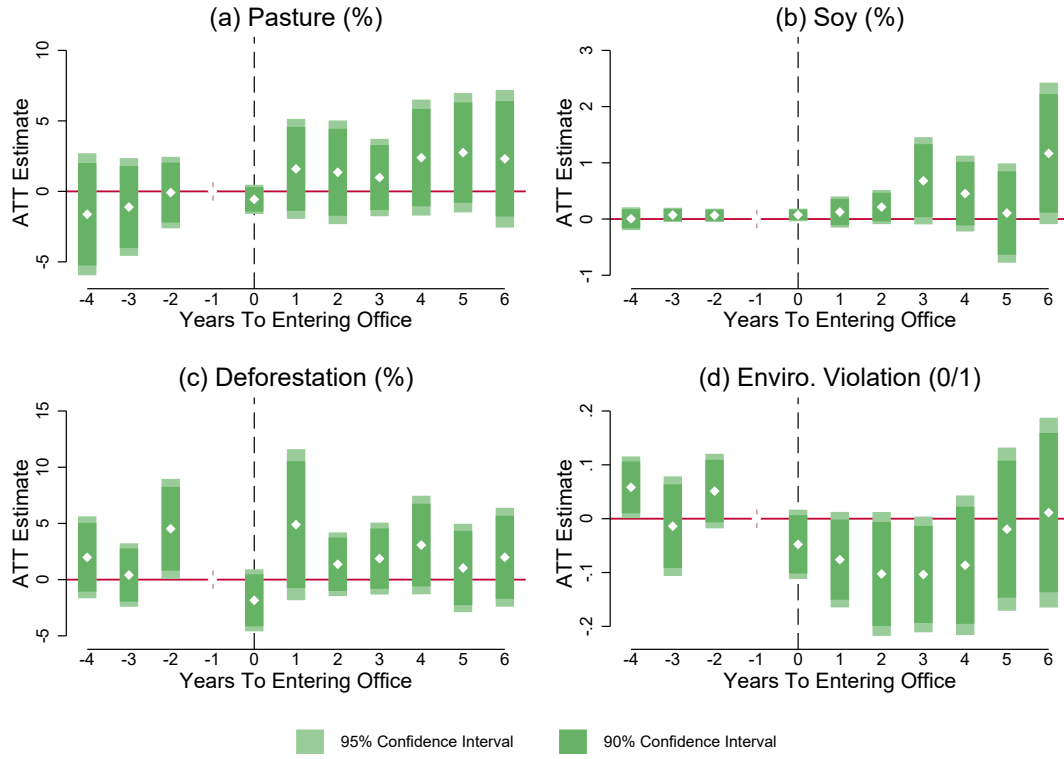 (a) Pasture (%)
ATT Estimate
10
5
0
-5
-4 -3 -2 -1 0 1 2 3 4 5 6
Years To Entering Office
(b) Soy (%)
ATT Estimate
3
2
1
0
-1
-4 -3 -2 -1 0 1 2 3 4 5 6
Years To Entering Office
(c) Deforestation (%)
ATT Estimate
15
10
5
0
-5
-4 -3 -2 -1 0 1 2 3 4 5 6
Years To Entering Office
(d) Enviro. Violation (0/1)
ATT Estimate
.2
.1
0
-.1
-.2
-4 -3 -2 -1 0 1 2 3 4 5 6
Years To Entering Office
95% Confidence Interval
90% Confidence Interval